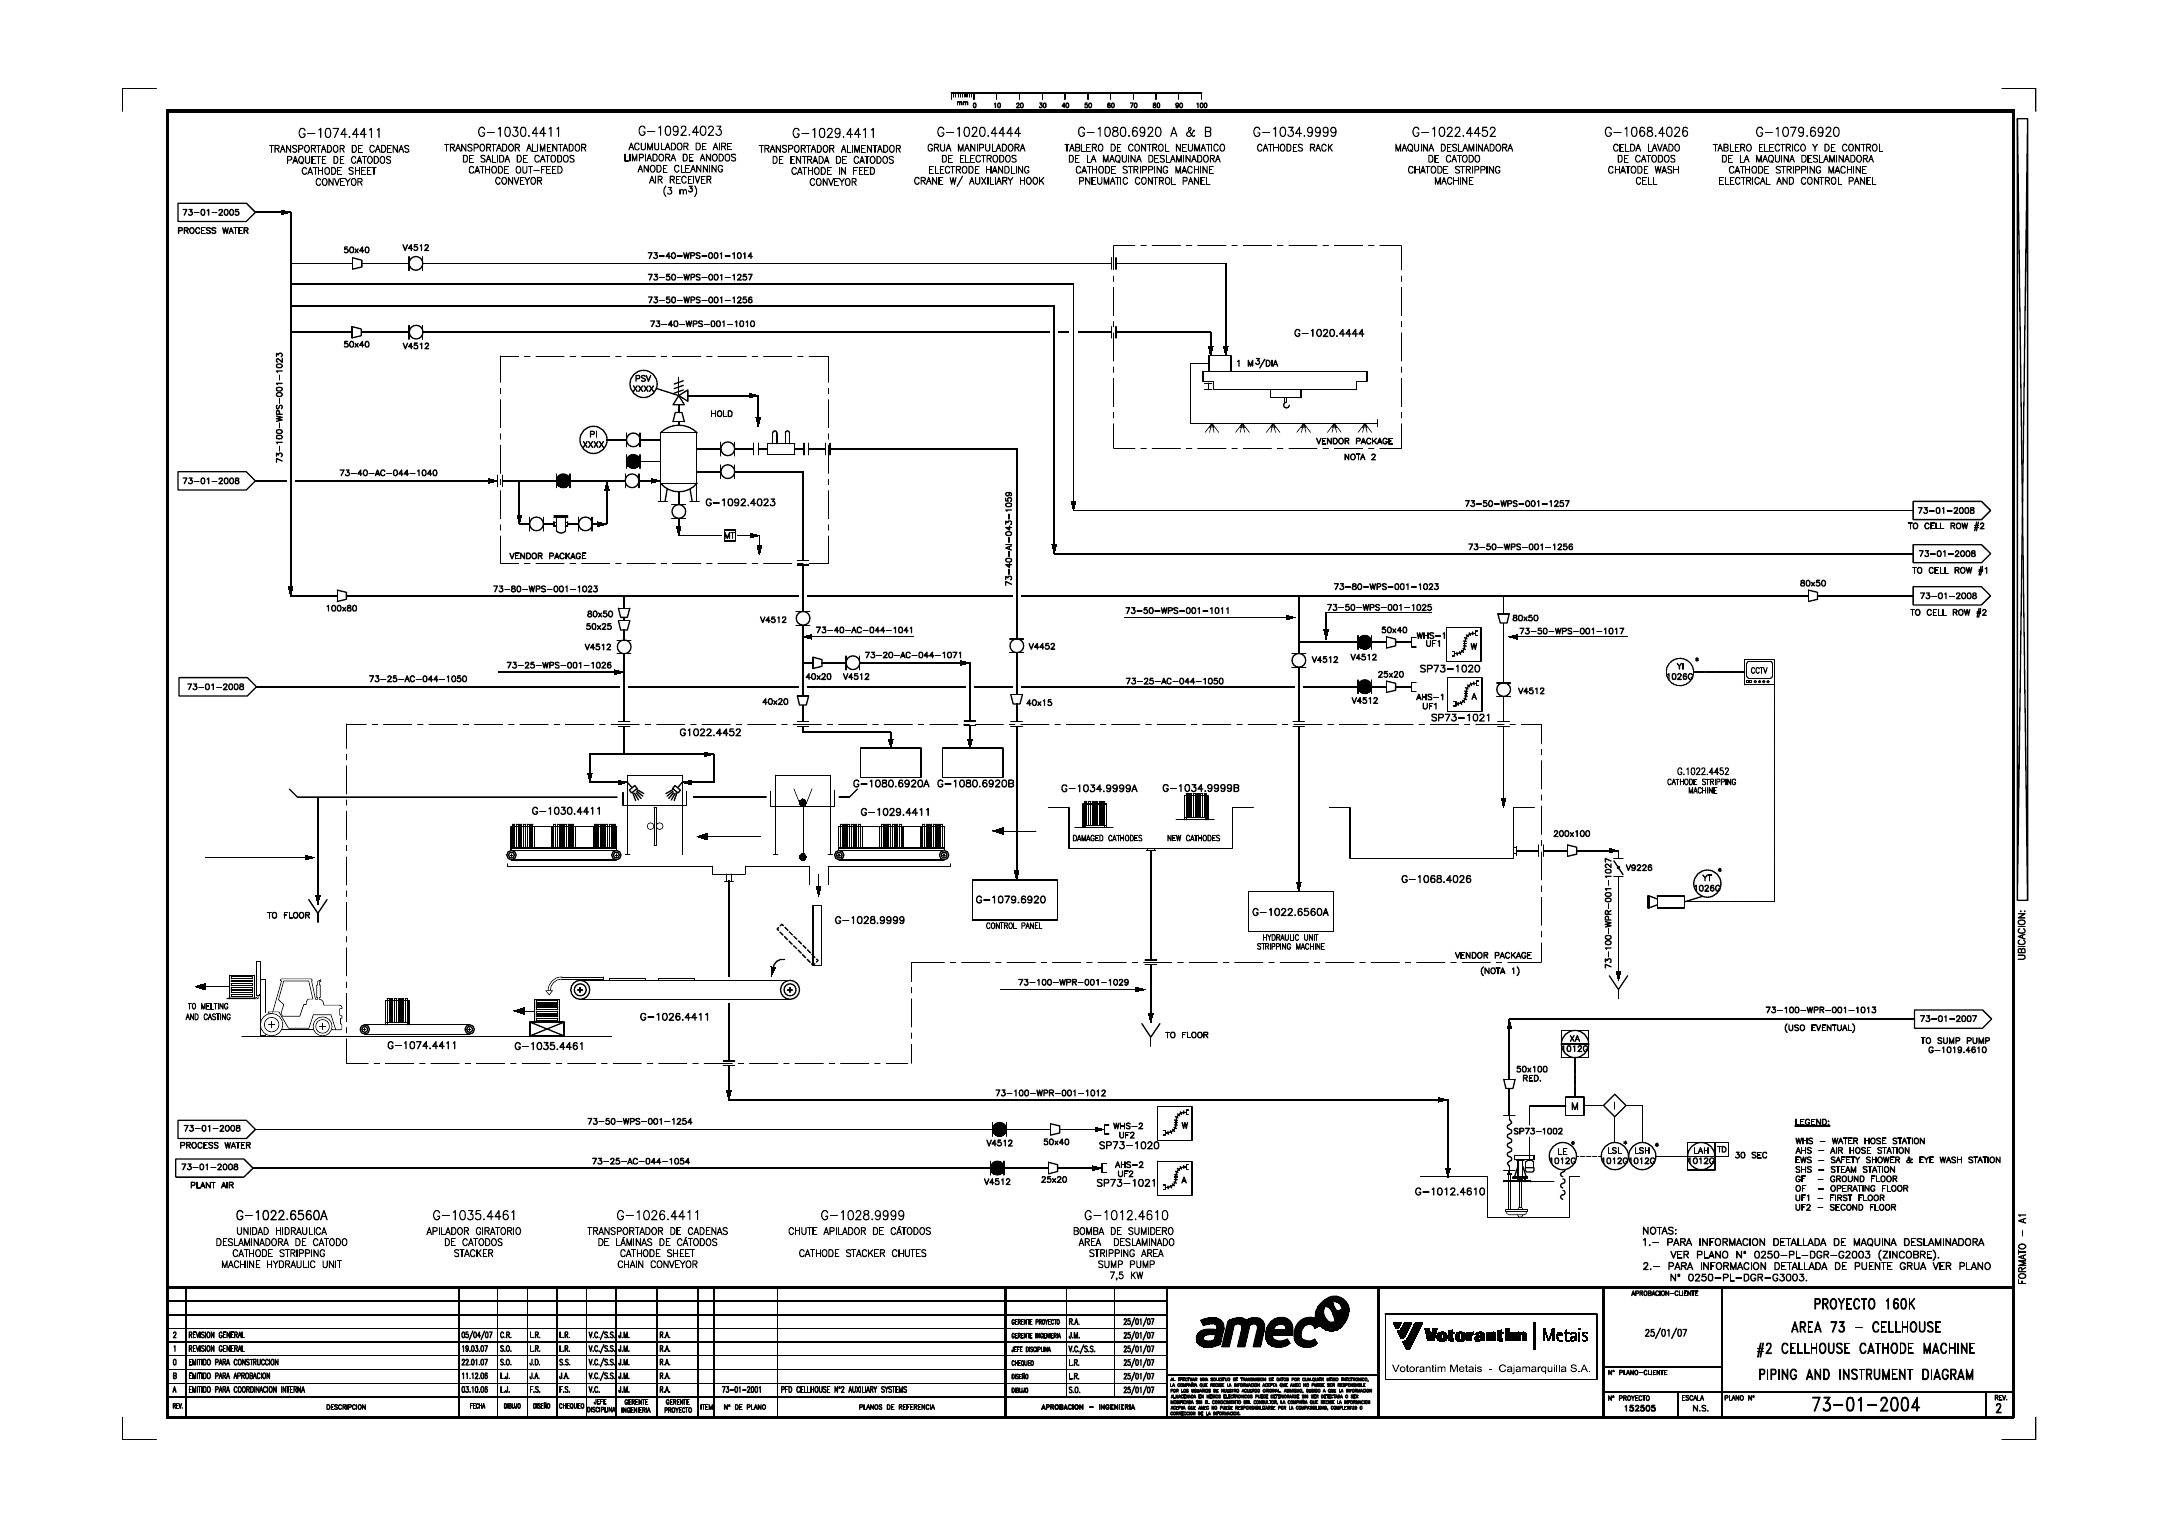 mm 0 10 20 30 40 50 60 70 80 90 100
G-1074.4411
TRANSPORTADOR DE CADENAS
PAQUETE DE CATODOS
CATHODE SHEET
CONVEYOR
G-1030.4411
TRANSPORTADOR ALIMENTADOR
DE SALIDA DE CATODOS
CATHODE OUT-FEED
CONVEYOR
G-1092.4023
ACUMULADOR DE AIRE
LIMPIADORA DE ANODOS
ANODE CLEANNING
AIR RECEIVER
(3 m3)
G-1029.4411
TRANSPORTADOR ALIMENTADOR
DE ENTRADA DE CATODOS
CATHODE IN FEED
CONVEYOR
G-1020.4444
GRUA MANIPULADORA
DE ELECTRODOS
ELECTRODE HANDLING
CRANE W/ AUXILIARY HOOK
G-1080.6920 A & B
TABLERO DE CONTROL NEUMATICO
DE LA MAQUINA DESLAMINADORA
CATHODE STRIPPING MACHINE
PNEUMATIC CONTROL PANEL
G-1034.9999
CATHODES RACK
G-1022.4452
MAQUINA DESLAMINADORA
DE CATODO
CHATODE STRIPPING
MACHINE
G-1068.4026
CELDA LAVADO
DE CATODOS
CHATODE WASH
CELL
G-1079.6920
TABLERO ELECTRICO Y DE CONTROL
DE LA MAQUINA DESLAMINADORA
CATHODE STRIPPING MACHINE
ELECTRICAL AND CONTROL PANEL
73-01-2005
PROCESS WATER
50x40
V4512
73-40-WPS-001-1014
73-50-WPS-001-1257
73-50-WPS-001-1256
73-40-WPS-001-1010
50x40
V4512
73-100-WPS-001-1023
G-1020.4444
1 M3/DIA
VENDOR PACKAGE
NOTA 2
PSV
XXXX
HOLD
PI
XXXX
73-01-2008
73-40-AC-044-1040
G-1092.4023
MT
VENDOR PACKAGE
73-40-AI-043-1059
73-50-WPS-001-1257
73-01-2008
TO CELL ROW #2
73-50-WPS-001-1256
73-01-2008
TO CELL ROW #1
100x80
73-80-WPS-001-1023
73-80-WPS-001-1023
80x50
73-01-2008
TO CELL ROW #2
80x50
50x25
V4512
73-25-WPS-001-1026
V4512
73-40-AC-044-1041
73-20-AC-044-1071
40x20
V4512
V4452
73-50-WPS-001-1011
73-50-WPS-001-1025
V4512
50x40
V4512
WHS-1
UF1
W
SP73-1020
80x50
73-50-WPS-001-1017
V4512
73-01-2008
73-25-AC-044-1050
73-25-AC-044-1050
40x20
40x15
25x20
V4512
AHS-1
UF1
A
SP73-1021
YI
10260
*
CCTV
G1022.4452
G-1080.6920A
G-1080.6920B
G-1030.4411
G-1029.4411
G-1034.9999A
G-1034.9999B
DAMAGED CATHODES
NEW CATHODES
G.1022.4452
CATHODE STRIPPING
MACHINE
200x100
V9226
73-100-WPR-001-1027
YT
10260
*
G-1068.4026
G-1079.6920
CONTROL PANEL
G-1022.6560A
HYDRAULIC UNIT
STRIPPING MACHINE
TO FLOOR
G-1028.9999
VENDOR PACKAGE
(NOTA 1)
73-100-WPR-001-1029
TO FLOOR
TO MELTING
AND CASTING
G-1074.4411
G-1035.4461
G-1026.4411
73-100-WPR-001-1013
(USO EVENTUAL)
73-01-2007
TO SUMP PUMP
G-1019.4610
XA
10120
50x100
RED.
M
I
SP73-1002
LE
10120
*
LSL
10120
*
LSH
10120
*
LAH
10120
TD
30 SEC
G-1012.4610
73-100-WPR-001-1012
73-01-2008
PROCESS WATER
73-50-WPS-001-1254
V4512
50x40
WHS-2
UF2
W
SP73-1020
73-01-2008
PLANT AIR
73-25-AC-044-1054
V4512
25x20
AHS-2
UF2
A
SP73-1021
LEGEND:
WHS - WATER HOSE STATION
AHS - AIR HOSE STATION
EWS - SAFETY SHOWER & EYE WASH STATION
SHS - STEAM STATION
GF - GROUND FLOOR
OF - OPERATING FLOOR
UF1 - FIRST FLOOR
UF2 - SECOND FLOOR
G-1022.6560A
UNIDAD HIDRAULICA
DESLAMINADORA DE CATODO
CATHODE STRIPPING
MACHINE HYDRAULIC UNIT
G-1035.4461
APILADOR GIRATORIO
DE CATODOS
STACKER
G-1026.4411
TRANSPORTADOR DE CADENAS
DE LÁMINAS DE CÁTODOS
CATHODE SHEET
CHAIN CONVEYOR
G-1028.9999
CHUTE APILADOR DE CÁTODOS
CATHODE STACKER CHUTES
G-1012.4610
BOMBA DE SUMIDERO
AREA DESLAMINADO
STRIPPING AREA
SUMP PUMP
7,5 KW
NOTAS:
1.- PARA INFORMACION DETALLADA DE MAQUINA DESLAMINADORA
VER PLANO N° 0250-PL-DGR-G2003 (ZINCOBRE).
2.- PARA INFORMACION DETALLADA DE PUENTE GRUA VER PLANO
N° 0250-PL-DGR-G3003.
UBICACION:
FORMATO - A1
2 REVISION GENERAL 05/04/07 C.R. L.R. L.R. V.C./S.S. J.M. R.A.
1 REVISION GENERAL 19.03.07 S.O. L.R. L.R. V.C./S.S. J.M. R.A.
0 EMITIDO PARA CONSTRUCCION 22.01.07 S.O. J.D. S.S. V.C./S.S. J.M. R.A.
B EMITIDO PARA APROBACION 11.12.06 I.J. J.A. J.A. V.C./S.S. J.M. R.A.
A EMITIDO PARA COORDINACION INTERNA 03.10.06 I.J. F.S. F.S. V.C. J.M. R.A.
REV. DESCRIPCION FECHA DIBUJO DISEÑO CHEQUEO JEFE DISCIPLINA GERENTE INGENIERIA GERENTE PROYECTO
73-01-2001 PFD CELLHOUSE N°2 AUXILIARY SYSTEMS
ITEM N° DE PLANO PLANOS DE REFERENCIA
GERENTE PROYECTO R.A. 25/01/07
GERENTE INGENIERIA J.M. 25/01/07
JEFE DISCIPLINA V.C./S.S. 25/01/07
CHEQUEO L.R. 25/01/07
DISEÑO L.R. 25/01/07
DIBUJO S.O. 25/01/07
APROBACION - INGENIERIA
amec
Votorantim | Metais
Votorantim Metais - Cajamarquilla S.A.
APROBACION-CLIENTE
25/01/07
N° PLANO-CLIENTE
N° PROYECTO
152505
ESCALA
N.S.
PROYECTO 160K
AREA 73 - CELLHOUSE
#2 CELLHOUSE CATHODE MACHINE
PIPING AND INSTRUMENT DIAGRAM
PLANO N°
73-01-2004
REV.
2